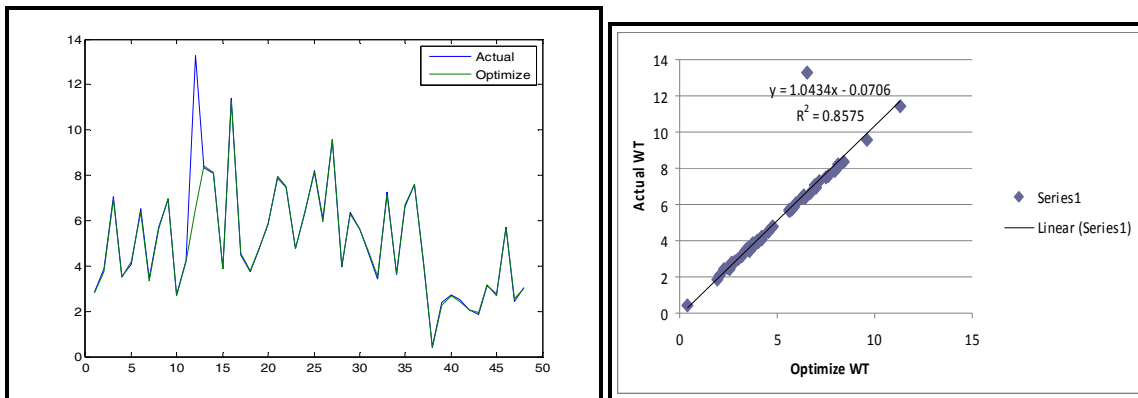 14
12
10
8
6
4
2
0
0 5 10 15 20 25 30 35 40 45 50
Actual
Optimize
14
12
10
8
6
4
2
0
0 5 10 15
Actual WT
Optimize WT
y = 1.0434x - 0.0706
R² = 0.8575
Series1
Linear (Series1)